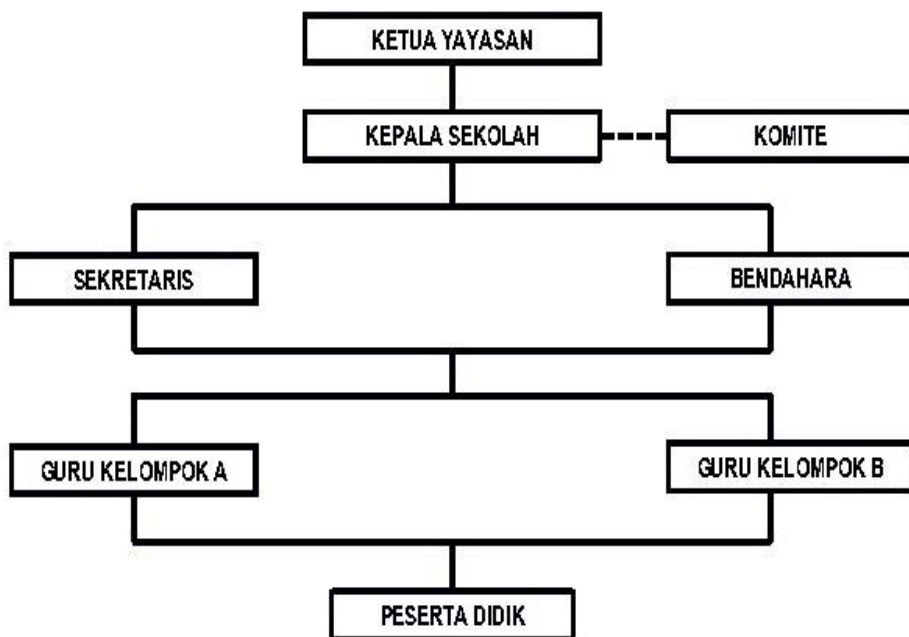 KETUA YAYASAN
KEPALA SEKOLAH
KOMITE
SEKRETARIS
BENDAHARA
GURU KELOMPOK A
GURU KELOMPOK B
PESERTA DIDIK